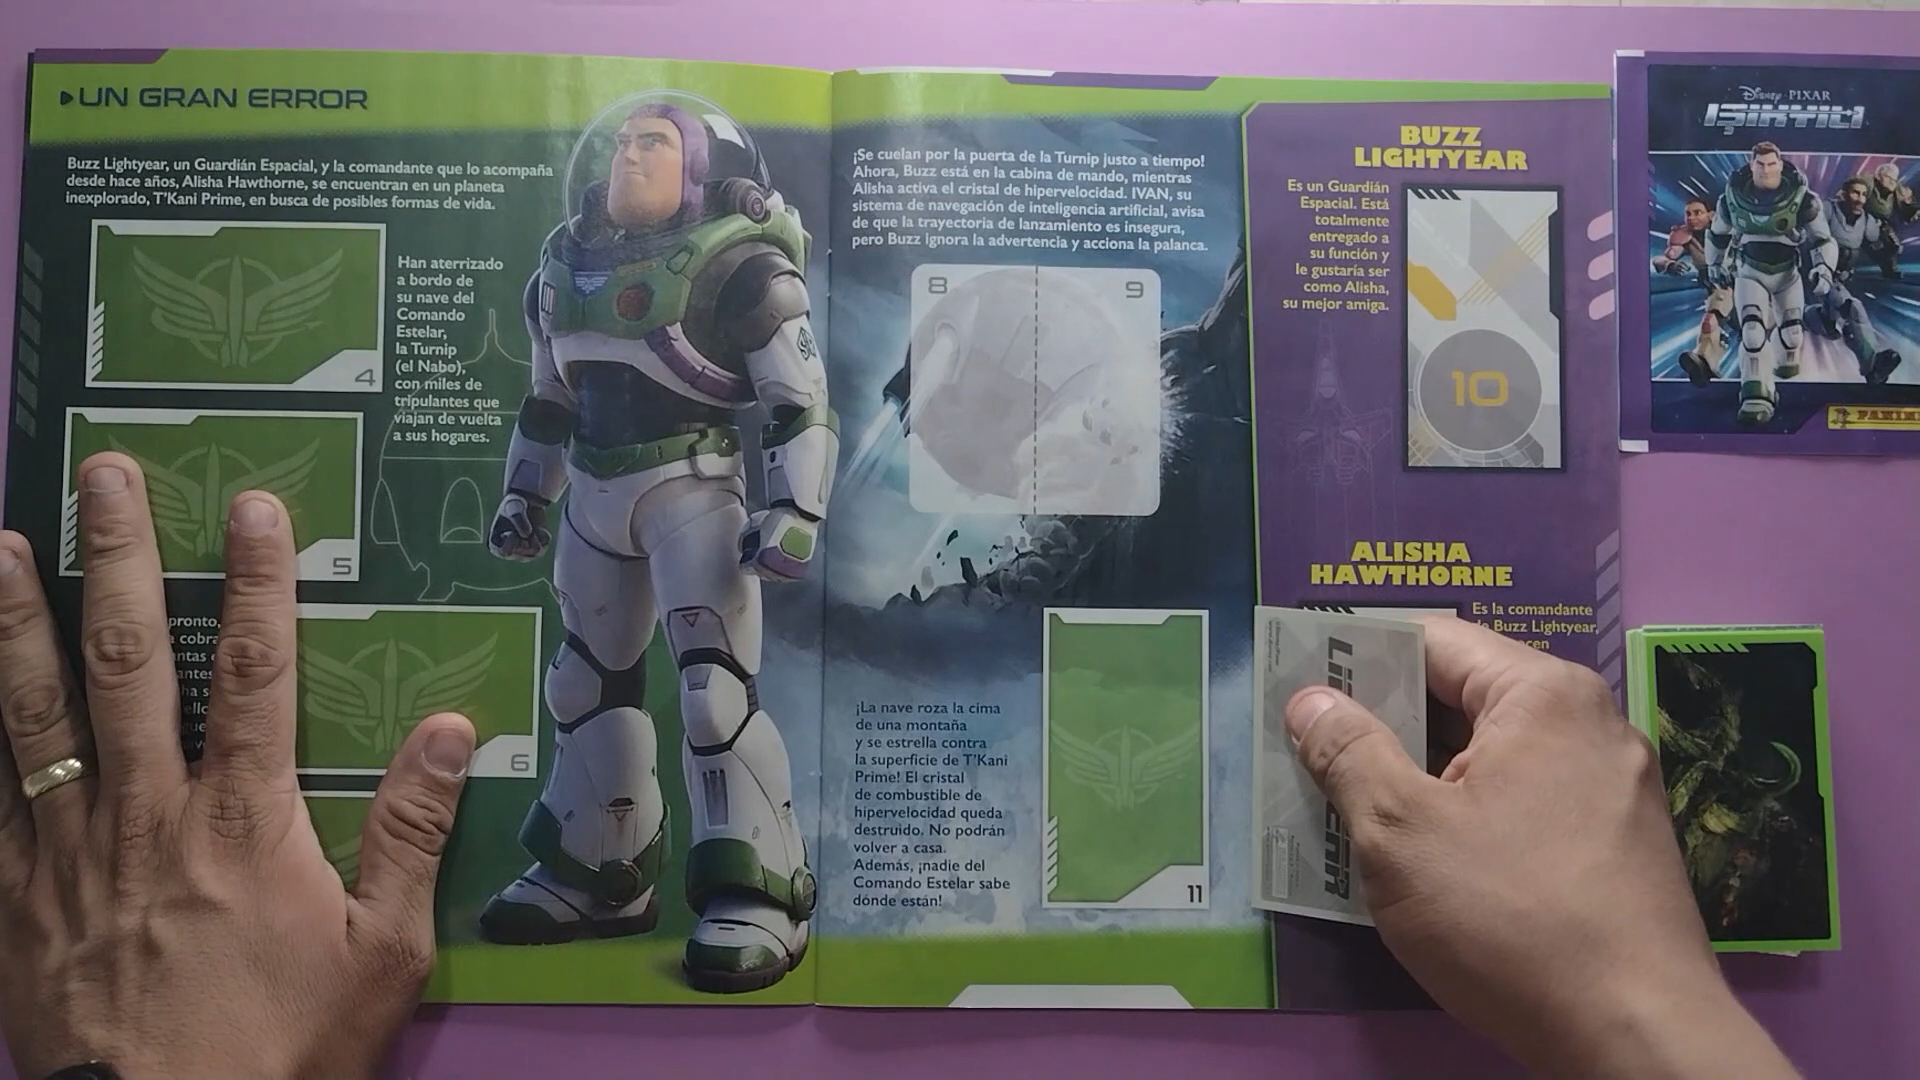 UN GRAN ERROR
Buzz Lightyear, un Guardián Espacial, y la comandante que lo acompaña
desde hace años, Alisha Hawthorne, se encuentran en un planeta
inexplorado, T'Kani Prime, en busca de posibles formas de vida.
4
Han aterrizado
a bordo de
su nave del
Comando
Estelar,
la Turnip
(el Nabo),
con miles de
tripulantes que
viajan de vuelta
a sus hogares.
5
pronto,
6
¡Se cuelan por la puerta de la Turnip justo a tiempo!
Ahora, Buzz está en la cabina de mando, mientras
Alisha activa el cristal de hipervelocidad. IVAN, su
sistema de navegación de inteligencia artificial, avisa
de que la trayectoria de lanzamiento es insegura,
pero Buzz ignora la advertencia y acciona la palanca.
8
9
¡La nave roza la cima
de una montaña
y se estrella contra
la superficie de T'Kani
Prime! El cristal
de combustible de
hipervelocidad queda
destruido. No podrán
volver a casa.
Además, ¡nadie del
Comando Estelar sabe
dónde están!
11
BUZZ
LIGHTYEAR
Es un Guardián
Espacial. Está
totalmente
entregado a
su función y
le gustaría ser
como Alisha,
su mejor amiga.
10
ALISHA
HAWTHORNE
Es la comandante
de Buzz Lightyear,
DISNEY PIXAR
LIGHTYEAR
PANINI